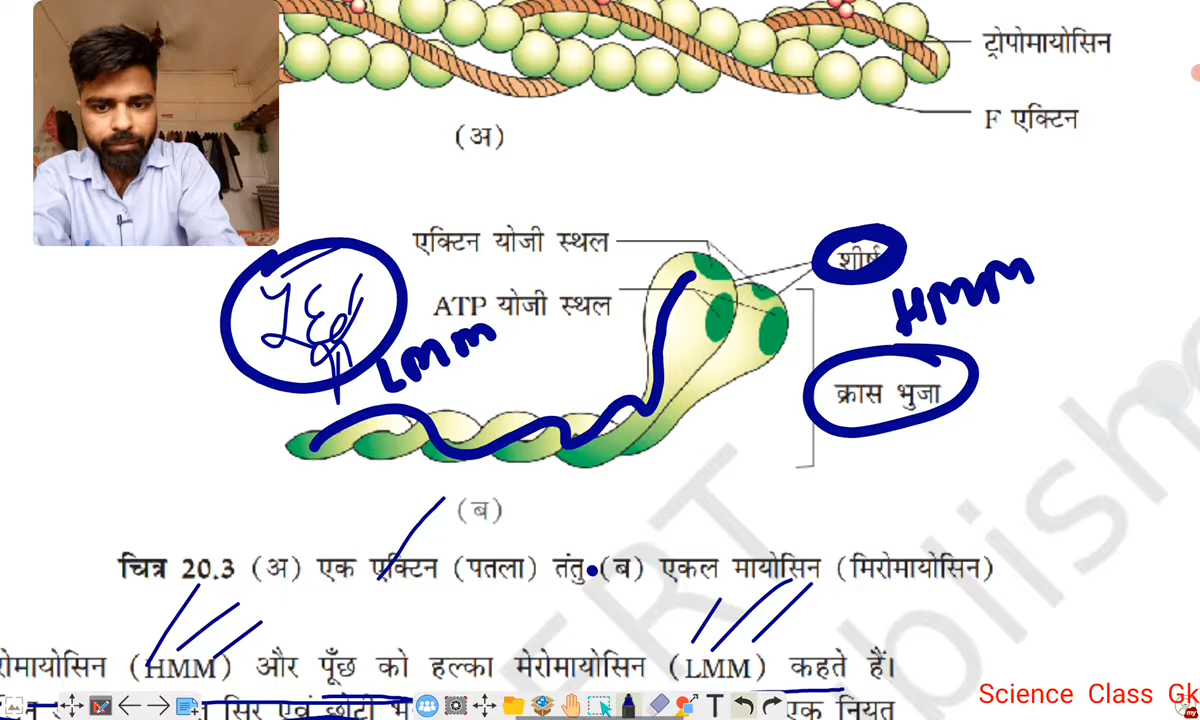 ट्रोपोमायोसिन
F एक्टिन
(अ)
एक्टिन योजी स्थल
शीर्ष
ATP योजी स्थल
HMM
LMM
क्रास भुजा
(ब)
चित्र 20.3 (अ) एक एक्टिन (पतला) तंतु (ब) एकल मायोसिन (मिरोमायोसिन)
रोमायोसिन (HMM) और पूँछ को हल्का मेरोमायोसिन (LMM) कहते हैं।
सिर एवं छोटी
एक नियत
Science Class Gk